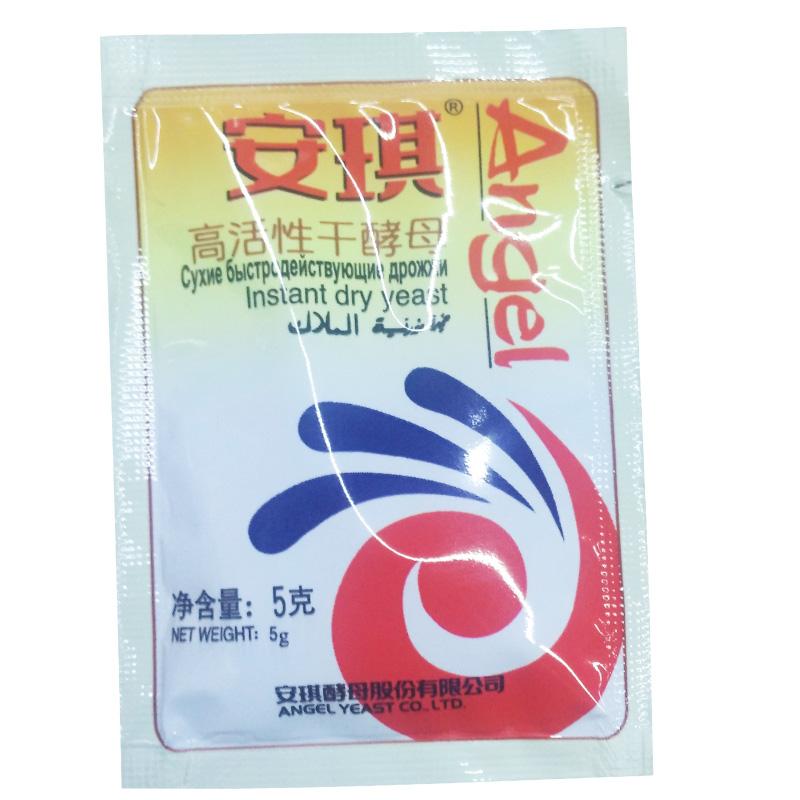 安琪®
Angel
高活性干酵母
Сухие быстродействующие дрожжи
Instant dry yeast
الملاك
净含量：5克
NET WEIGHT: 5g
安琪酵母股份有限公司
ANGEL YEAST CO., LTD.